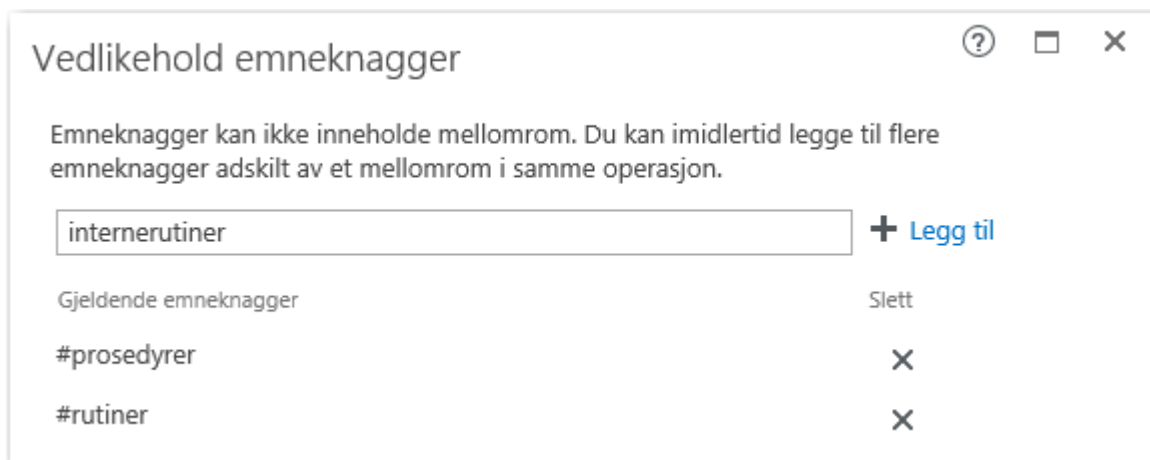 Vedlikehold emneknagger
Emneknagger kan ikke inneholde mellomrom. Du kan imidlertid legge til flere
emneknagger adskilt av et mellomrom i samme operasjon.
internerutiner
Legg til
Gjeldende emneknagger Slett
#prosedyrer
#rutiner